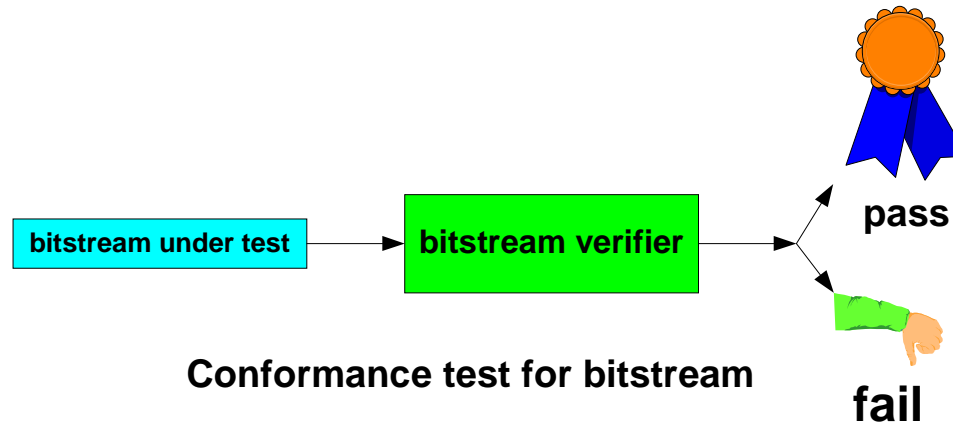 pass
bitstream under test
bitstream verifier
Conformance test for bitstream
fail